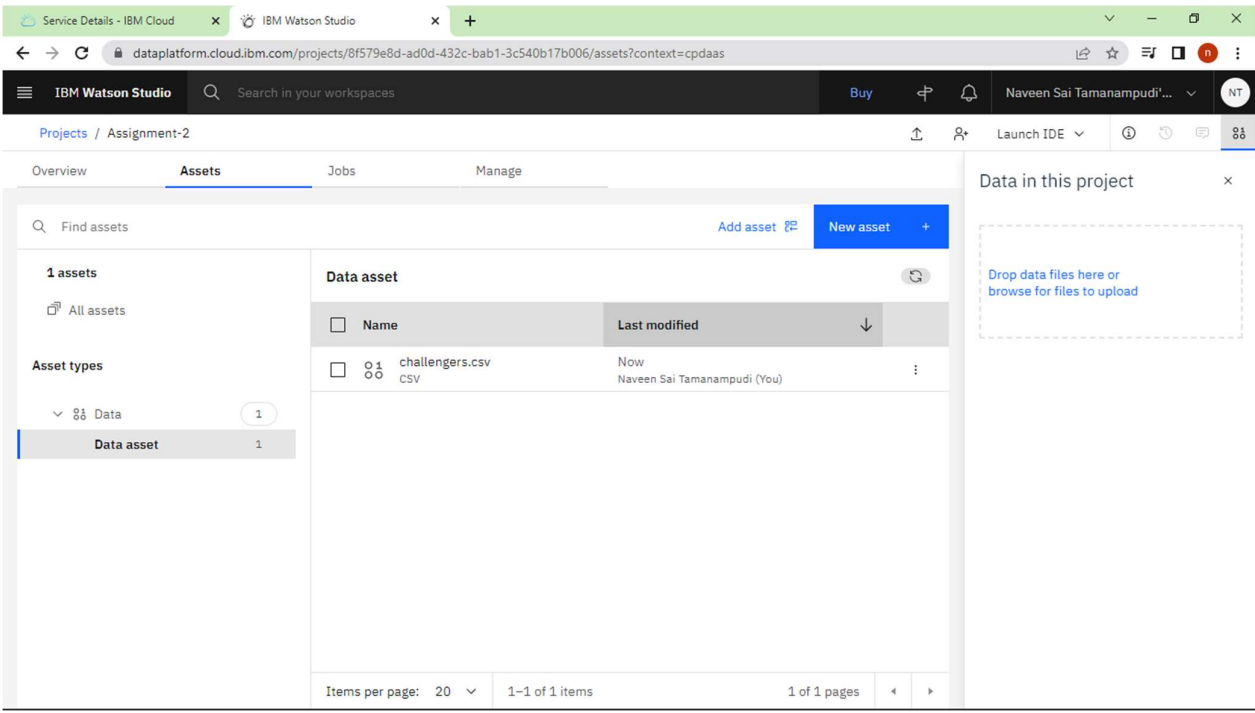 Service Details - IBM Cloud
IBM Watson Studio
dataplatform.cloud.ibm.com/projects/8f579e8d-ad0d-432c-bab1-3c540b17b006/assets?context=cpdaas
n
IBM Watson Studio
Search in your workspaces
Buy
Naveen Sai Tamanampudi'...
NT
Projects / Assignment-2
Launch IDE
Overview
Assets
Jobs
Manage
Data in this project
Find assets
Add asset
New asset +
Drop data files here or
browse for files to upload
1 assets
All assets
Asset types
Data 1
Data asset 1
Data asset
Name
Last modified
challengers.csv
CSV
Now
Naveen Sai Tamanampudi (You)
Items per page: 20
1–1 of 1 items
1 of 1 pages